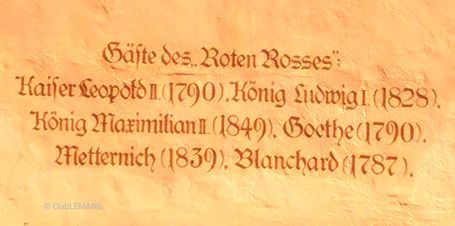 Gäste des „Roten Rosses“:
Kaiser Leopold II. (1790). König Ludwig I. (1828).
König Maximilian II. (1849). Goethe (1790).
Metternich (1839). Blanchard (1787).
© ClubLEMANS